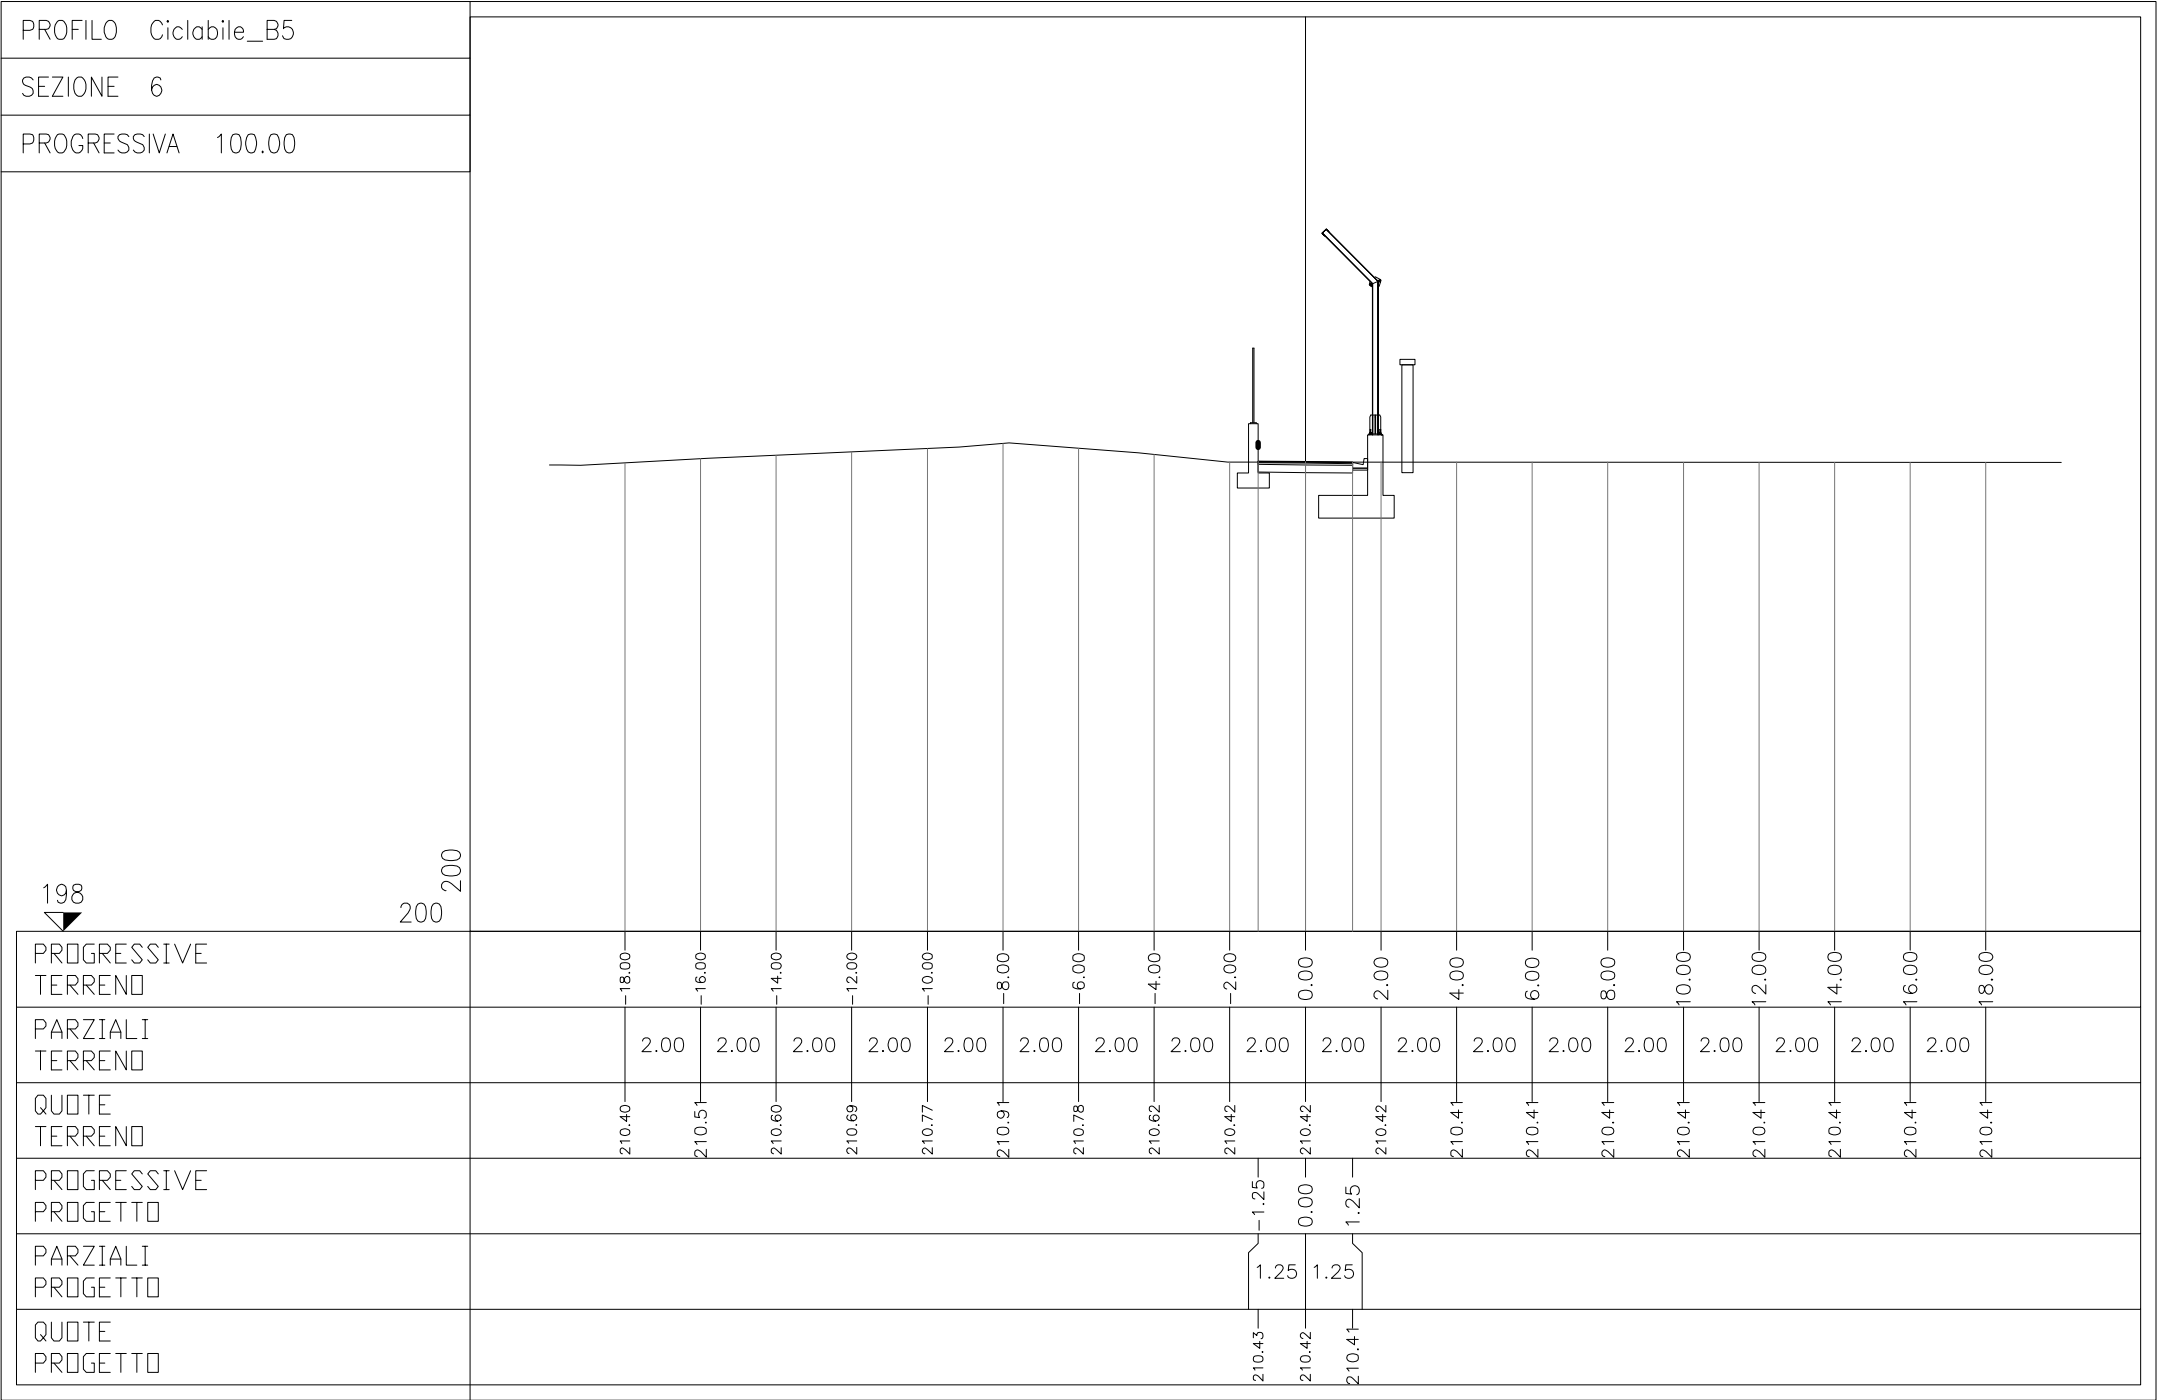 PROFILO Ciclabile_B5
SEZIONE 6
PROGRESSIVA 100.00
200
198
200
PROGRESSIVE
TERRENO
-18.00 -16.00 -14.00 -12.00 -10.00 -8.00 -6.00 -4.00 -2.00 0.00 2.00 4.00 6.00 8.00 10.00 12.00 14.00 16.00 18.00
PARZIALI
TERRENO
2.00 2.00 2.00 2.00 2.00 2.00 2.00 2.00 2.00 2.00 2.00 2.00 2.00 2.00 2.00 2.00 2.00 2.00
QUOTE
TERRENO
210.40 210.51 210.60 210.69 210.77 210.91 210.78 210.62 210.42 210.42 210.42 210.41 210.41 210.41 210.41 210.41 210.41 210.41 210.41
PROGRESSIVE
PROGETTO
-1.25 0.00 1.25
PARZIALI
PROGETTO
1.25 1.25
QUOTE
PROGETTO
210.43 210.42 210.41